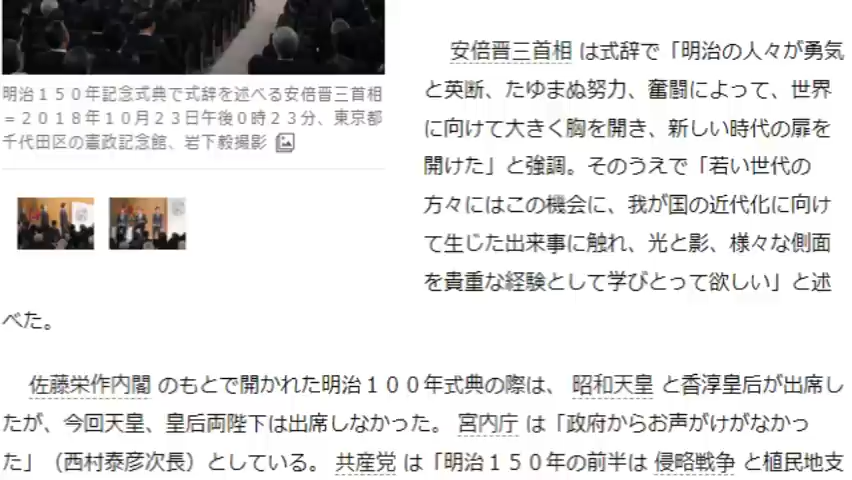 明治１５０年記念式典で式辞を述べる安倍晋三首相
＝２０１８年１０月２３日午後０時２３分、東京都
千代田区の憲政記念館、岩下毅撮影
安倍晋三首相は式辞で「明治の人々が勇気
と英断、たゆまぬ努力、奮闘によって、世界
に向けて大きく胸を開き、新しい時代の扉を
開けた」と強調。そのうえで「若い世代の
方々にはこの機会に、我が国の近代化に向け
て生じた出来事に触れ、光と影、様々な側面
を貴重な経験として学びとって欲しい」と述
べた。
佐藤栄作内閣のもとで開かれた明治１００年式典の際は、昭和天皇と香淳皇后が出席し
たが、今回天皇、皇后両陛下は出席しなかった。宮内庁は「政府からお声がけがなかっ
た」（西村泰彦次長）としている。共産党は「明治１５０年の前半は侵略戦争と植民地支